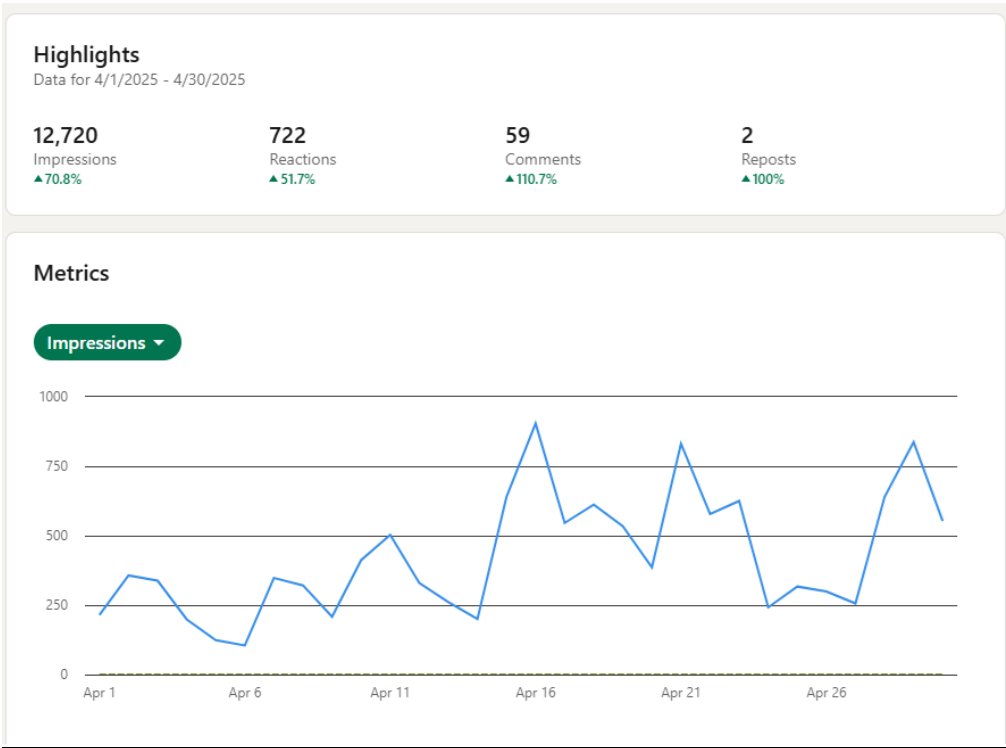 Highlights
Data for 4/1/2025 - 4/30/2025
12,720 722 59 2
Impressions Reactions Comments Reposts
▲70.8% ▲51.7% ▲110.7% ▲100%
Metrics
Impressions
1000
750
500
250
0
Apr 1 Apr 6 Apr 11 Apr 16 Apr 21 Apr 26